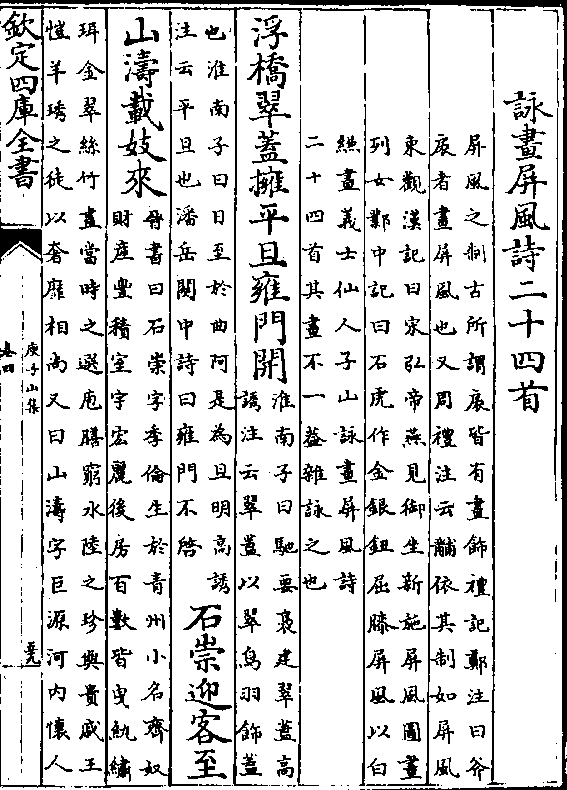 詠畫屏風詩二十四首
屏風之制古所謂扆皆有畫飾禮記鄭注曰斧
扆者畫屏風也又周禮注云黼依其制如屏風
東觀漢記曰宋弘帝燕見御坐新施屏風圖畫
列女鄴中記曰石虎作金銀鈕屈膝屏風以白
縑畫義士仙人子山詠畫屏風詩
二十四首其畫不一葢雜詠之也
浮橋翠蓋擁平旦雍門開
淮南子曰馳要褭建翠蓋高
誘注云翠蓋以翠鳥羽飾蓋
也淮南子曰日至於曲阿是為旦明高誘
注云平旦也潘岳關中詩曰雍門不啓
石崇迎客至
山濤載妓來
晉書曰石崇字季倫生於青州小名齊奴
財產豐積室宇宏麗後房百數皆曳紈繡
珥金翠絲竹盡當時之選庖膳窮水陸之珍與貴戚王
愷羊琇之徒以奢靡相尚又曰山濤字巨源河內懷人
欽定四庫全書
庾子山集
卷四